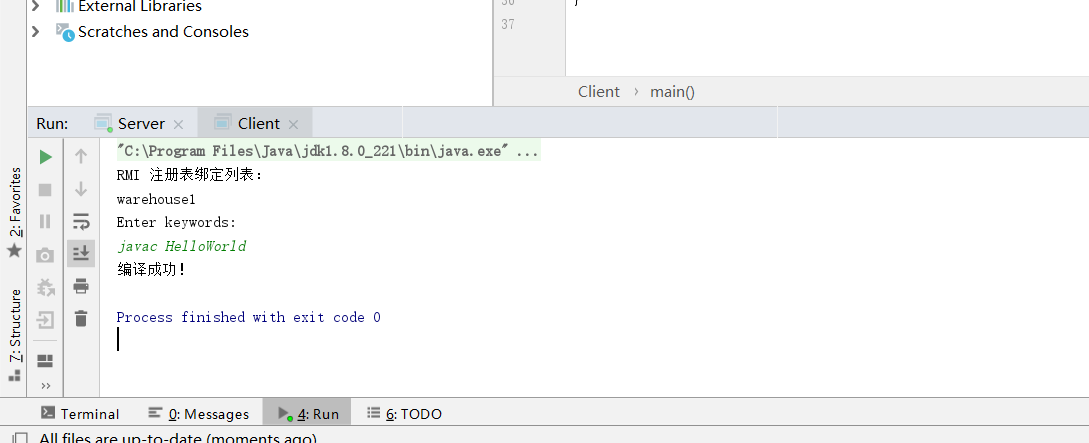 External Libraries
Scratches and Consoles
37
Client › main()
Run: Server × Client ×
"C:\Program Files\Java\jdk1.8.0_221\bin\java.exe" ...
RMI 注册表绑定列表:
warehouse1
Enter keywords:
javac HelloWorld
编译成功!
Process finished with exit code 0
2: Favorites
7: Structure
Terminal 0: Messages 4: Run 6: TODO
All files are up-to-date (moments ago)